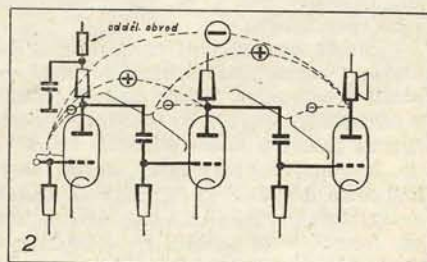 odděl. obvod
− + +
⊖ ⊖ ⊖
2